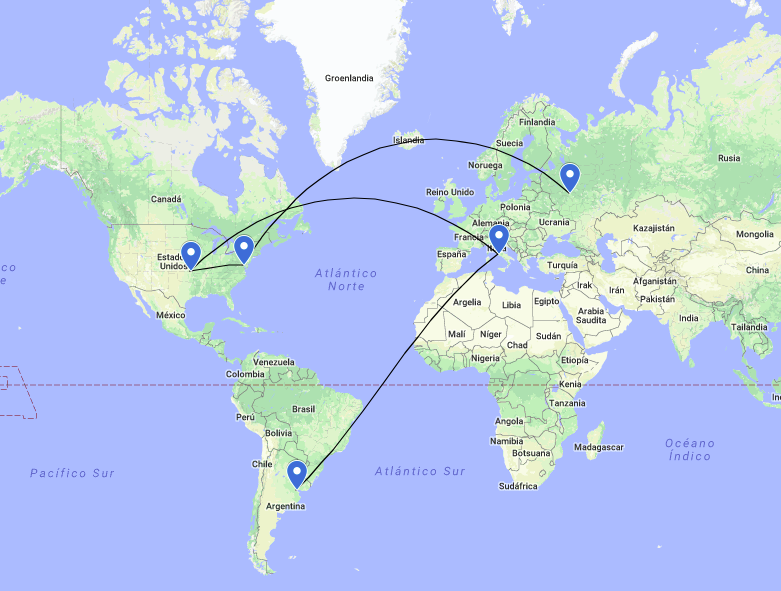 Groenlandia
Islandia
Finlandia
Suecia
Noruega
Rusia
Canadá
Reino Unido
Polonia
Alemania
Ucrania
Francia
Kazajistán
Mongolia
Estado
Unidos
España
Turquía
China
Atlántico
Norte
Irak
Irán
Afganistán
Pakistán
México
Argelia
Libia
Egipto
Arabia
Saudita
India
Malí
Níger
Chad
Sudán
Tailandia
Nigeria
Etiopía
Venezuela
Colombia
Kenia
Brasil
Tanzania
Perú
Angola
Bolivia
Namibia
Botsuana
Madagascar
Océano
Índico
Chile
Pacífico Sur
Atlántico Sur
Sudáfrica
Argentina